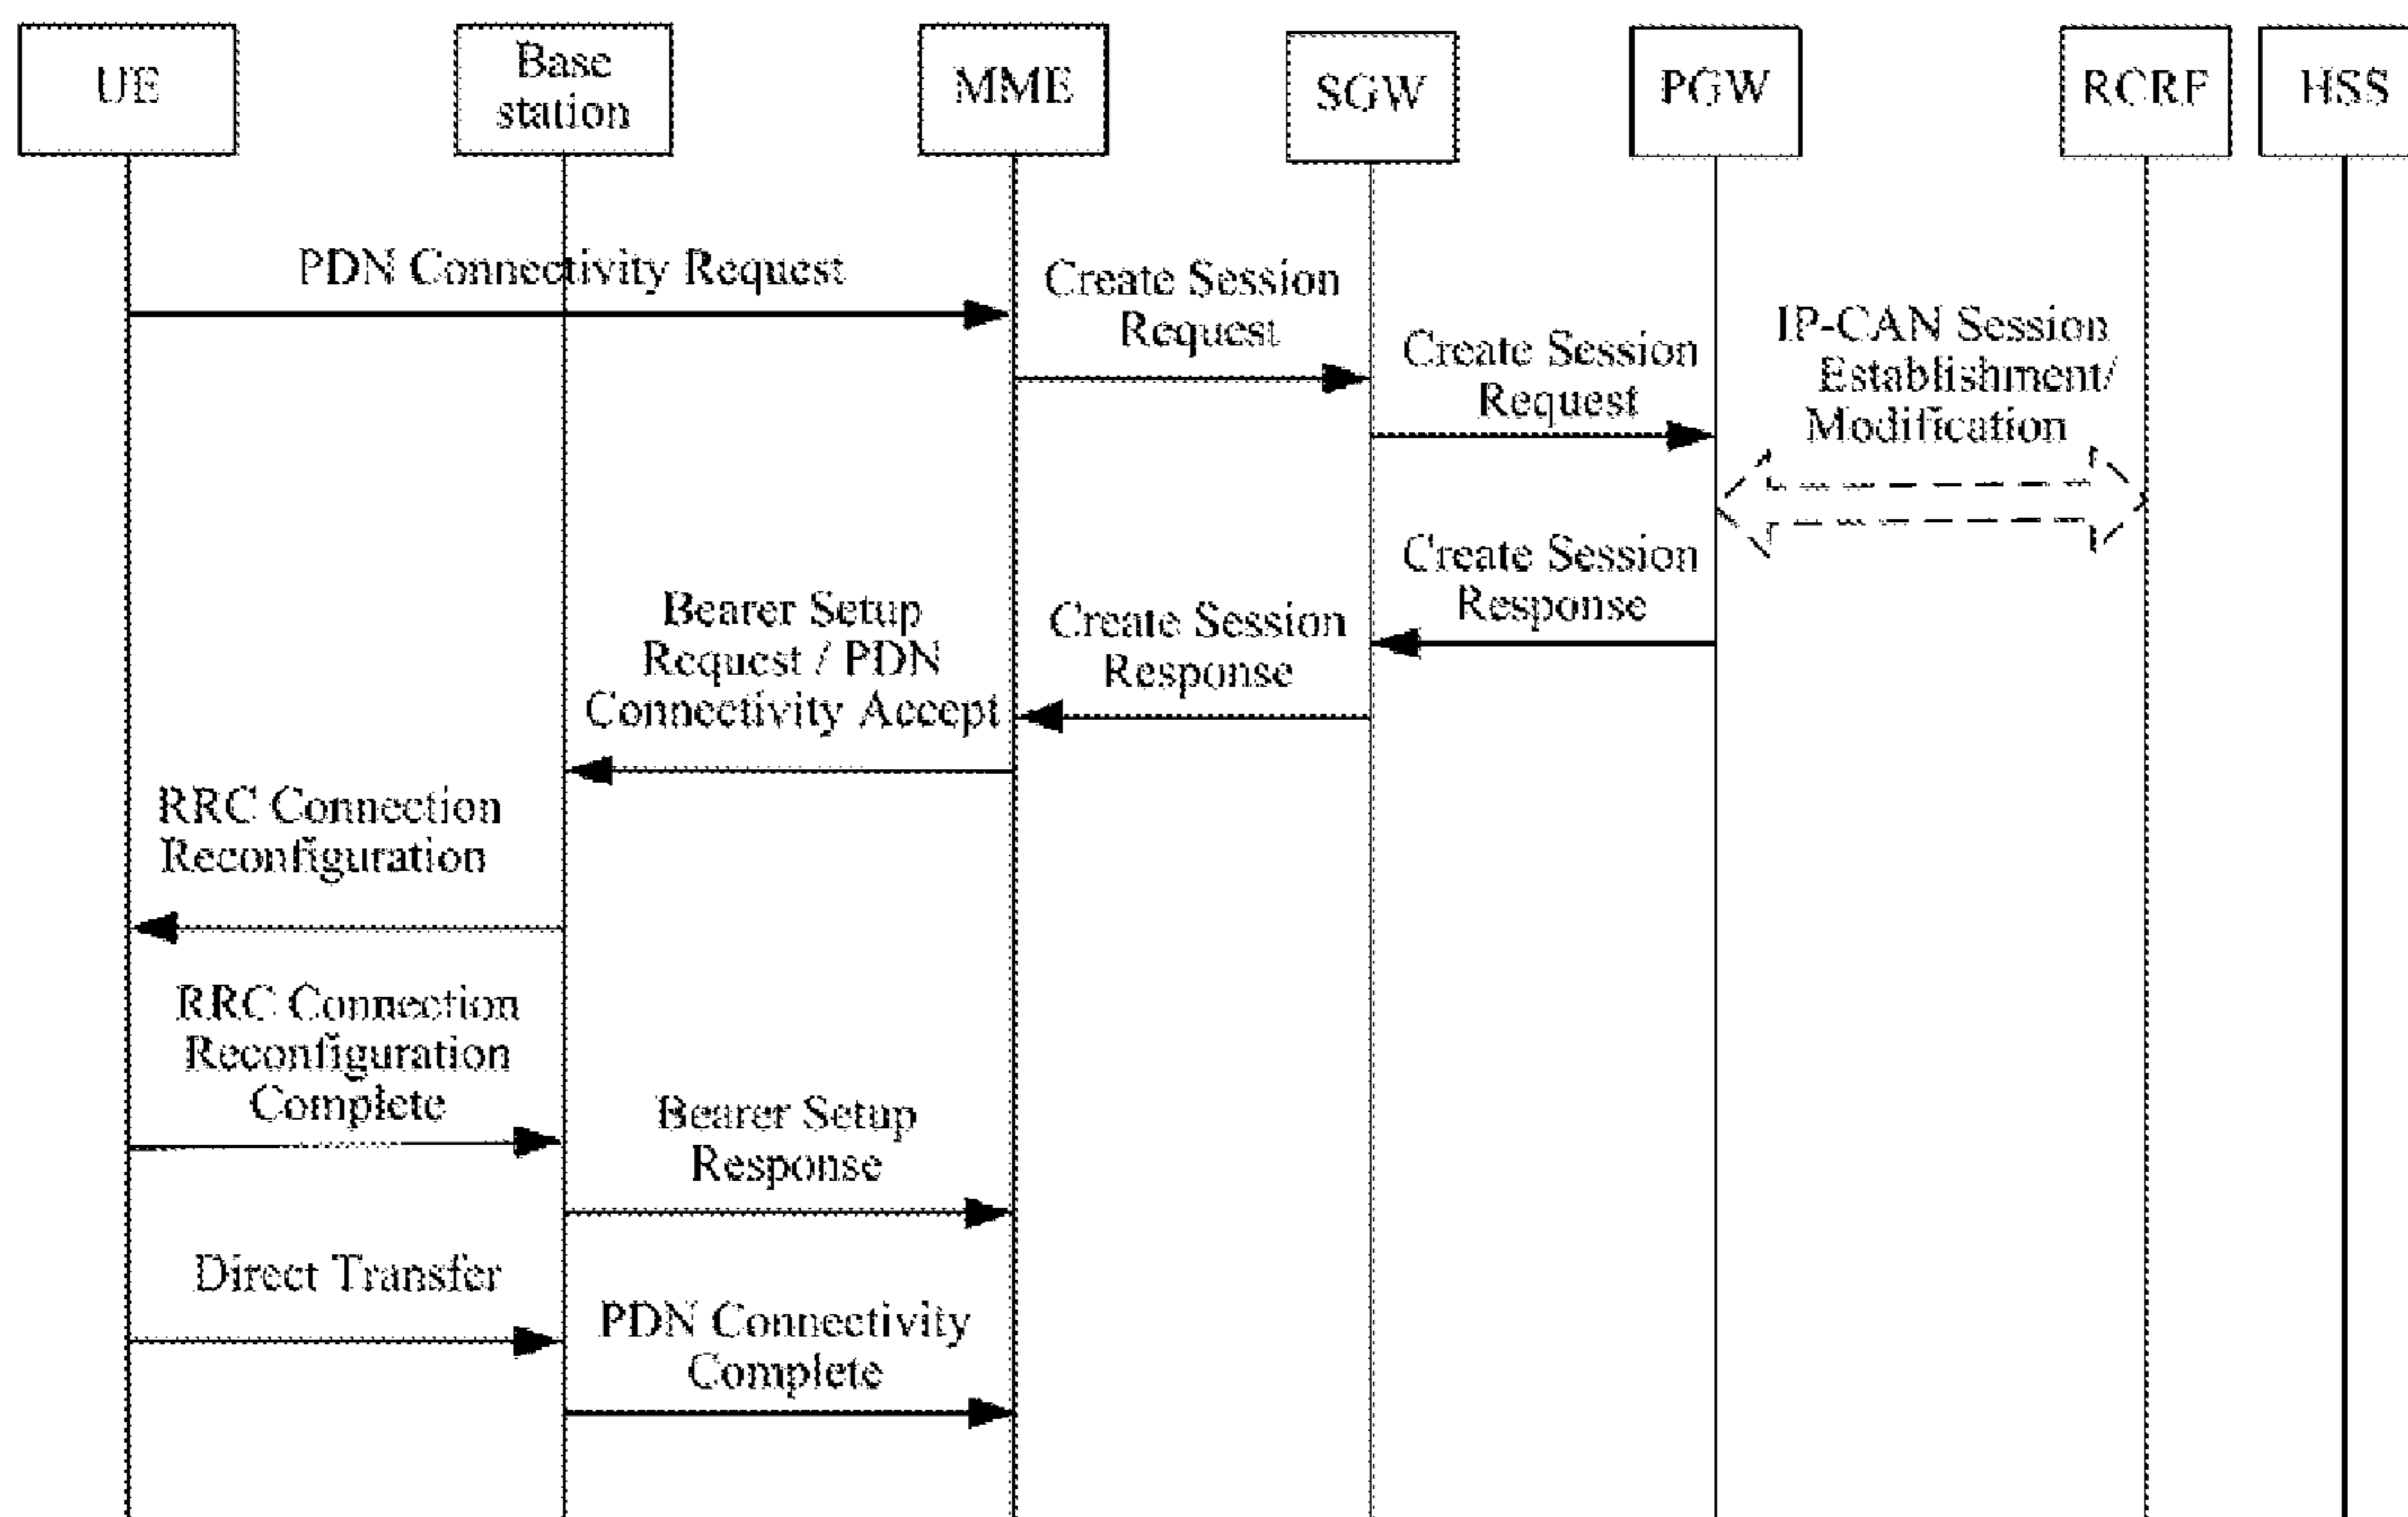 UE
Base
station
MME
SGW
PGW
RCRF
HSS
PDN Connectivity Request
Create Session
Request
Create Session
Request
IP-CAN Session
Establishment/
Modification
Create Session
Response
Create Session
Response
Bearer Setup
Request / PDN
Connectivity Accept
RRC Connection
Reconfiguration
RRC Connection
Reconfiguration
Complete
Bearer Setup
Response
Direct Transfer
PDN Connectivity
Complete